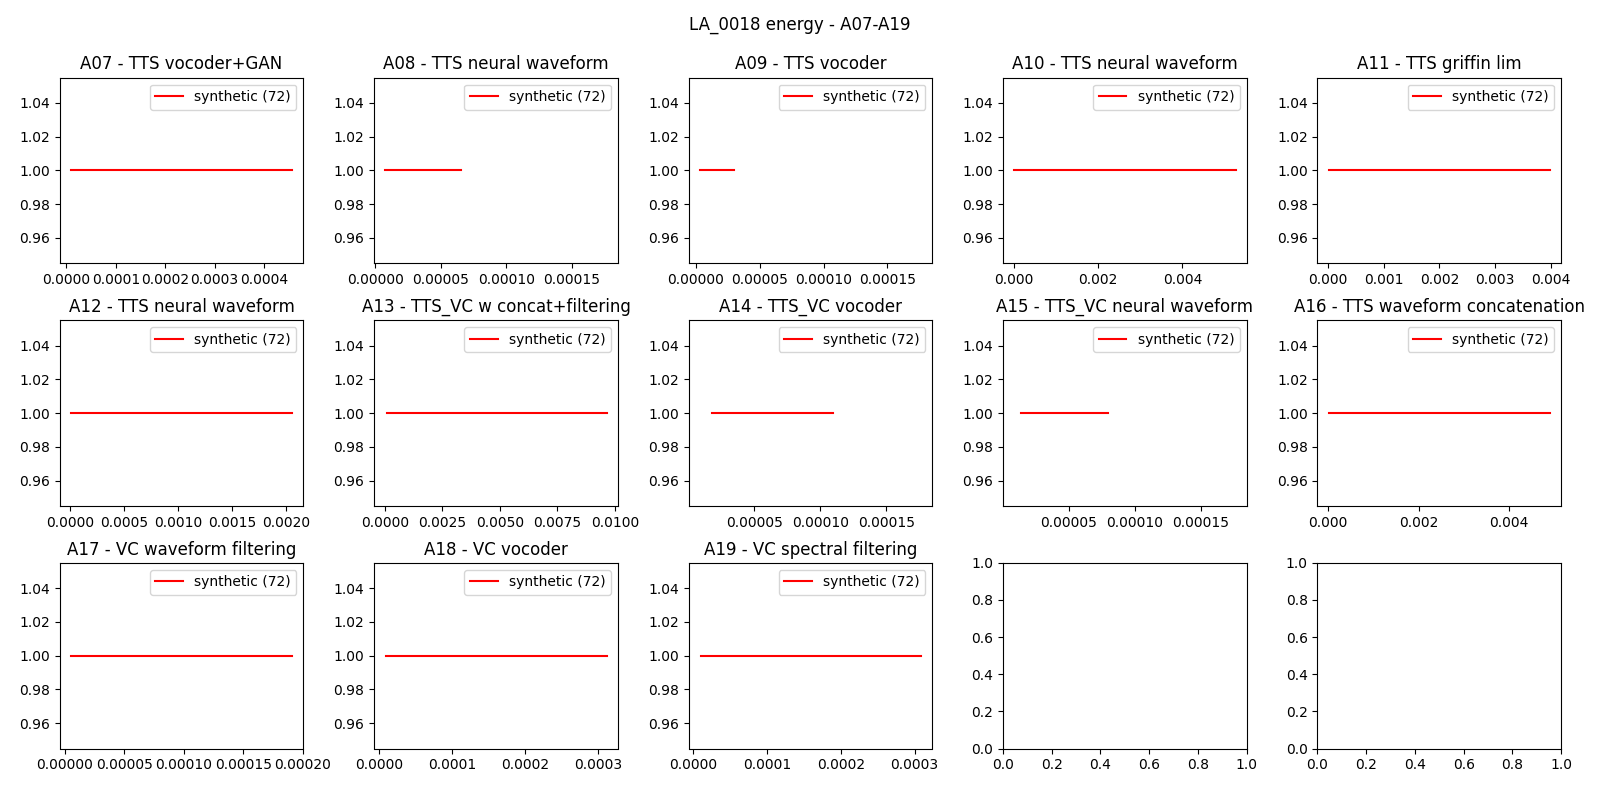 LA_0018 energy - A07-A19
A07 - TTS vocoder+GAN
A08 - TTS neural waveform
A09 - TTS vocoder
A10 - TTS neural waveform
A11 - TTS griffin lim
synthetic (72)
synthetic (72)
synthetic (72)
synthetic (72)
synthetic (72)
1.04 1.04 1.04 1.04 1.04
1.02 1.02 1.02 1.02 1.02
1.00 1.00 1.00 1.00 1.00
0.98 0.98 0.98 0.98 0.98
0.96 0.96 0.96 0.96 0.96
0.0000 0.0001 0.0002 0.0003 0.0004
0.00000 0.00005 0.00010 0.00015
0.00000 0.00005 0.00010 0.00015
0.000 0.002 0.004
0.000 0.001 0.002 0.003 0.004
A12 - TTS neural waveform
A13 - TTS_VC w concat+filtering
A14 - TTS_VC vocoder
A15 - TTS_VC neural waveform
A16 - TTS waveform concatenation
synthetic (72)
synthetic (72)
synthetic (72)
synthetic (72)
synthetic (72)
1.04 1.04 1.04 1.04 1.04
1.02 1.02 1.02 1.02 1.02
1.00 1.00 1.00 1.00 1.00
0.98 0.98 0.98 0.98 0.98
0.96 0.96 0.96 0.96 0.96
0.0000 0.0005 0.0010 0.0015 0.0020
0.0000 0.0025 0.0050 0.0075 0.0100
0.00005 0.00010 0.00015
0.00005 0.00010 0.00015
0.000 0.002 0.004
A17 - VC waveform filtering
A18 - VC vocoder
A19 - VC spectral filtering
synthetic (72)
synthetic (72)
synthetic (72)
1.04 1.04 1.04 1.0 1.0
1.02 1.02 1.02 0.8 0.8
1.00 1.00 1.00 0.6 0.6
0.98 0.98 0.98 0.4 0.4
0.96 0.96 0.96 0.2 0.2
0.0 0.0
0.00000 0.00005 0.00010 0.00015 0.00020
0.0000 0.0001 0.0002 0.0003
0.0000 0.0001 0.0002 0.0003
0.0 0.2 0.4 0.6 0.8 1.0
0.0 0.2 0.4 0.6 0.8 1.0